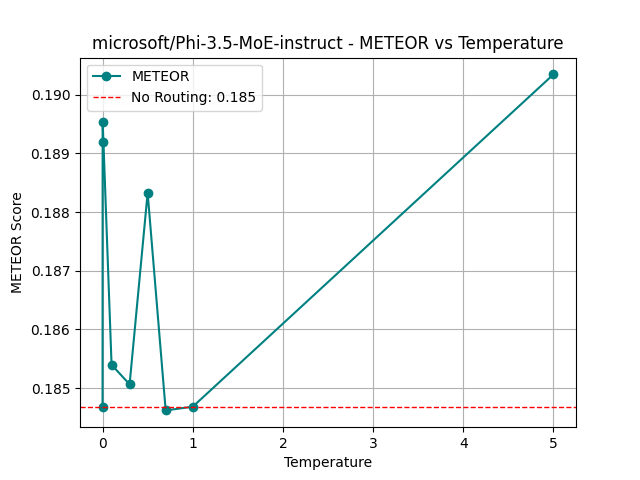 microsoft/Phi-3.5-MoE-instruct - METEOR vs Temperature
METEOR
No Routing: 0.185
0.190
0.189
0.188
0.187
0.186
0.185
METEOR Score
0 1 2 3 4 5
Temperature